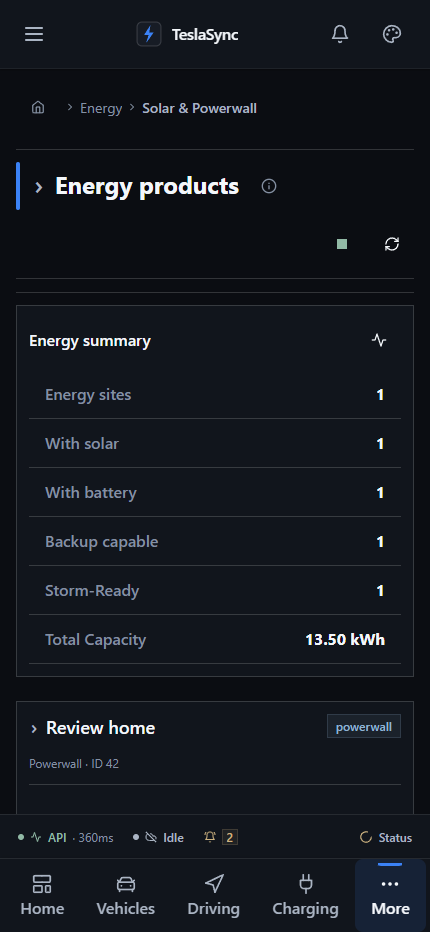 TeslaSync
Energy
Solar & Powerwall
Energy products
Energy summary
Energy sites 1
With solar 1
With battery 1
Backup capable 1
Storm-Ready 1
Total Capacity 13.50 kWh
Review home powerwall
Powerwall · ID 42
API · 360ms Idle 2 Status
Home Vehicles Driving Charging More